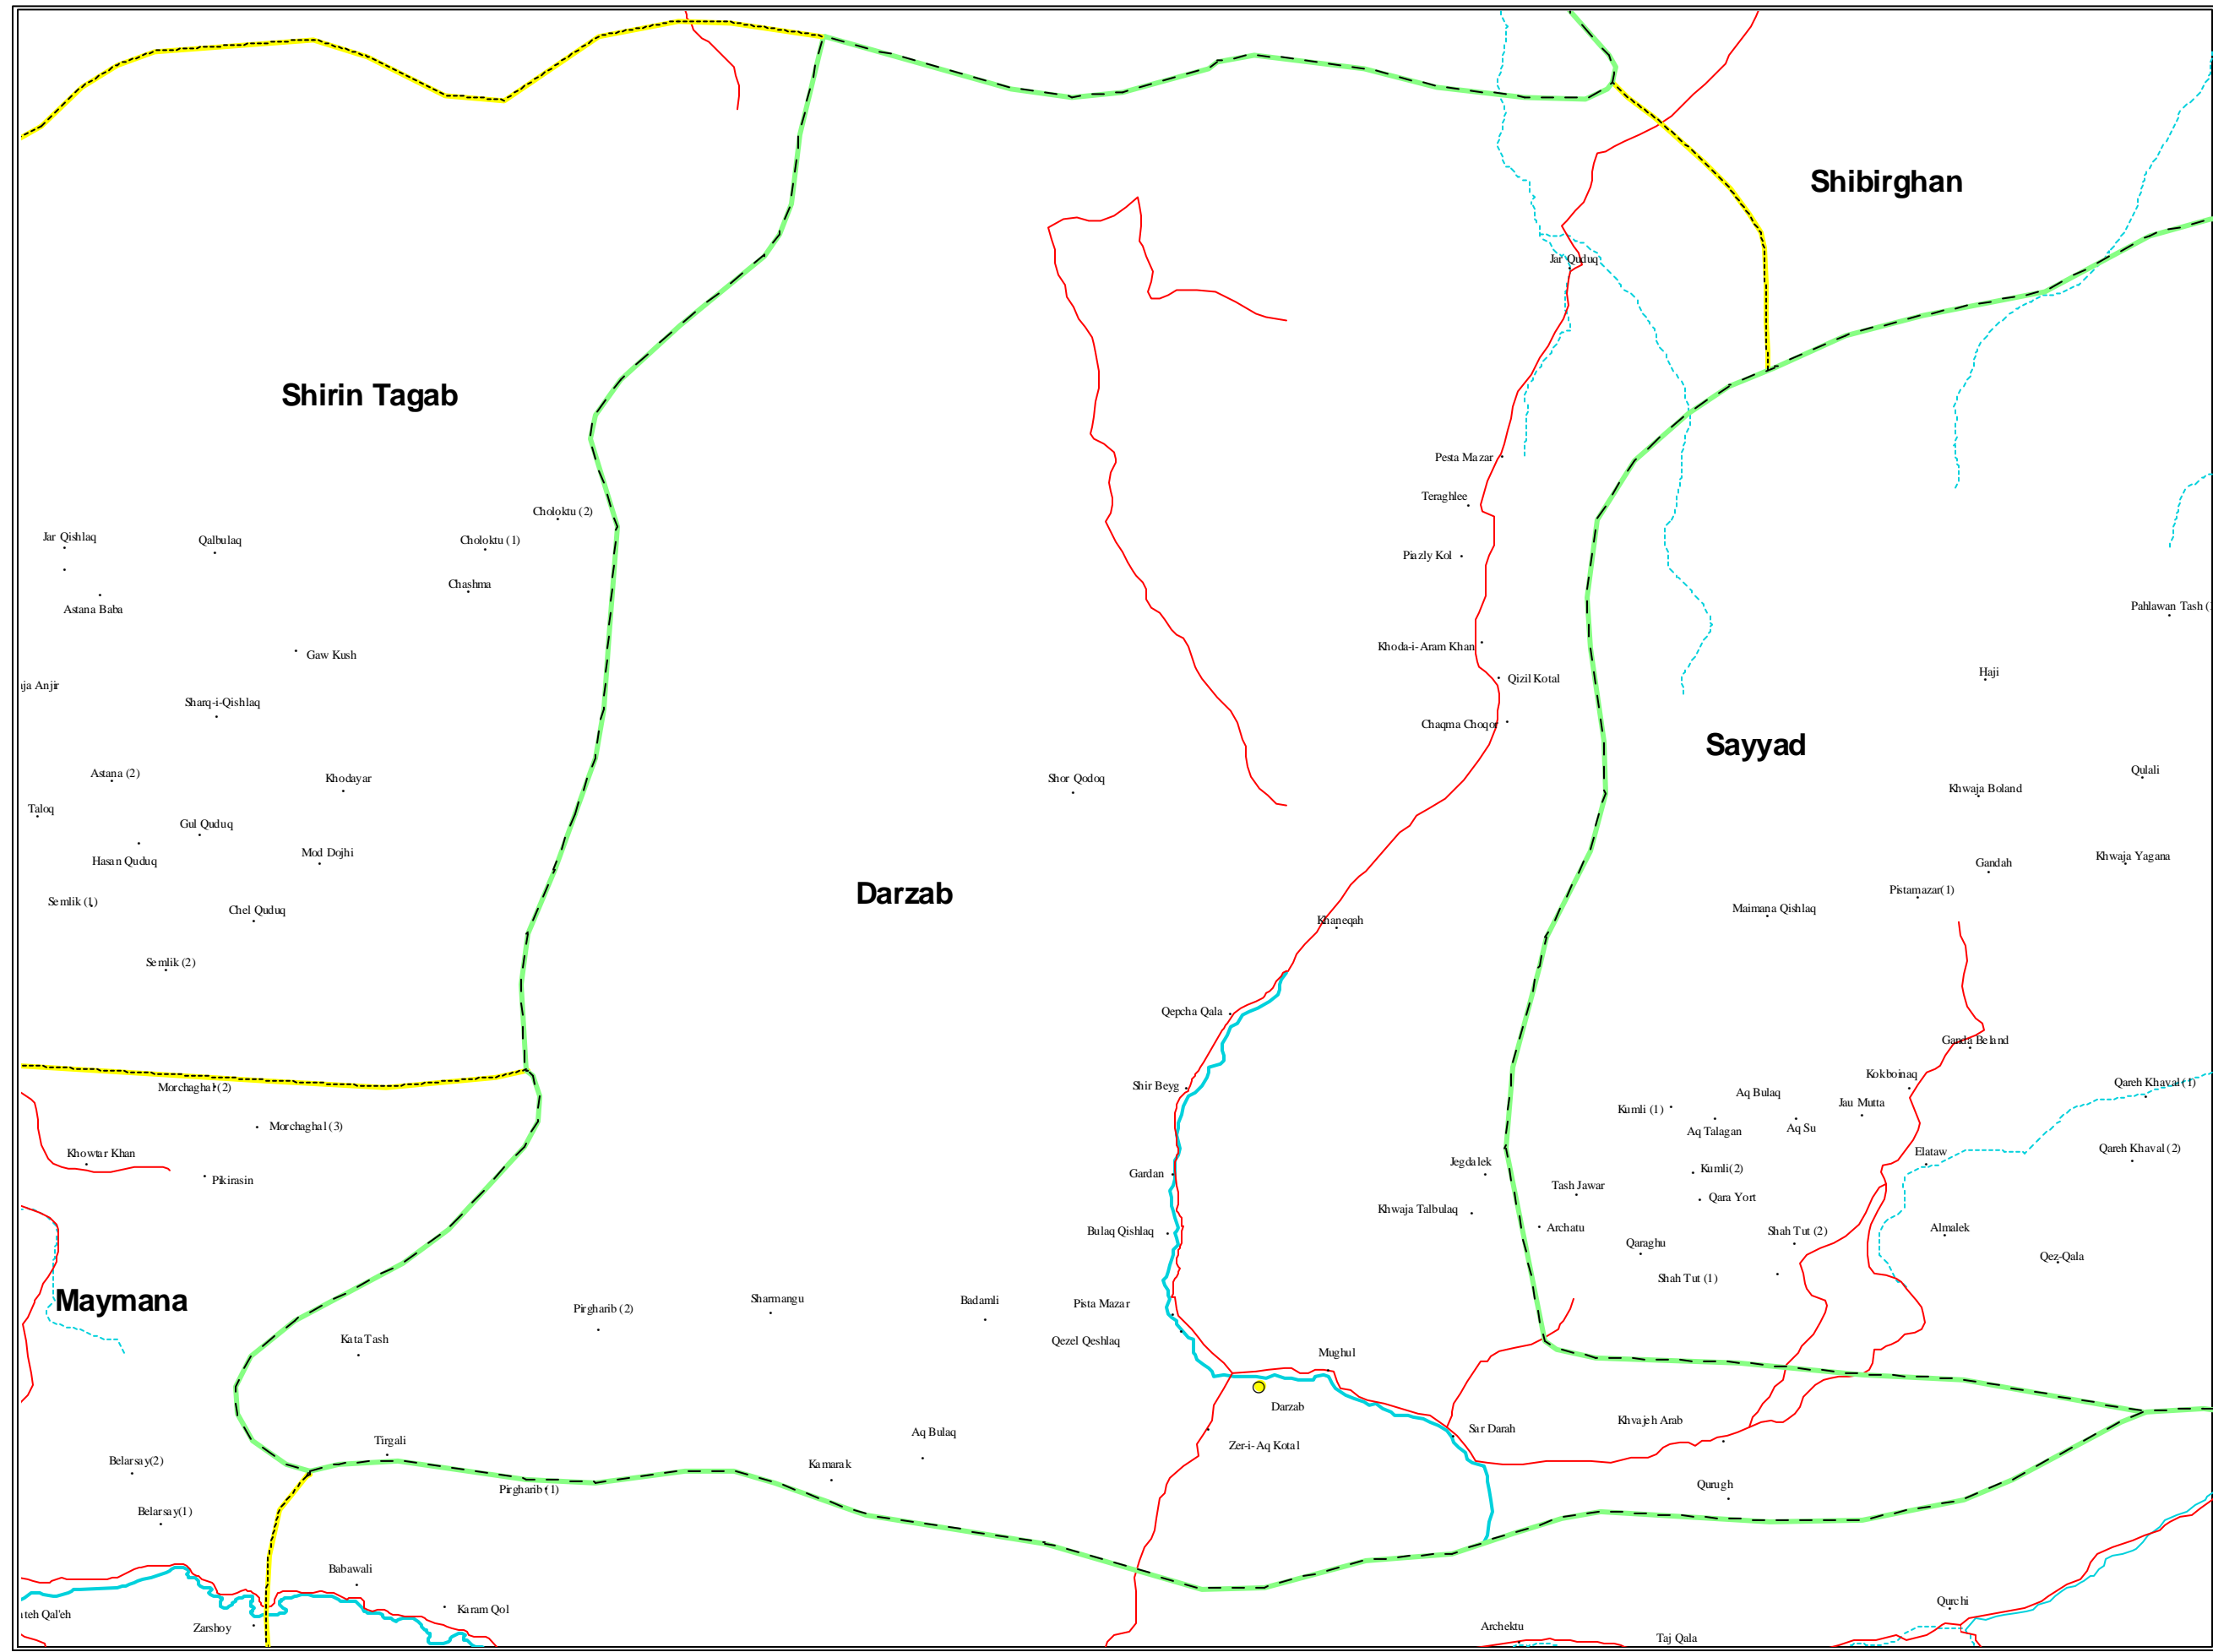 Shibirghan
Jar Quduq
Shirin Tagab
Pesta Mazar
Teraghlee
Choloktu (2)
Jar Qishlaq
Qalbulaq
Choloktu (1)
Piazly Kol
Chashma
Astana Baba
Pahlawan Tash (
Khoda-i-Aram Khan
Gaw Kush
Haji
Qizil Kotal
ja Anjir
Sharq-i-Qishlaq
Chaqma Choqor
Sayyad
Astana (2)
Khodayar
Shor Qodoq
Qulali
Khwaja Boland
Taloq
Gul Quduq
Mod Dojhi
Hasan Quduq
Khwaja Yagana
Gandah
Darzab
Pistamazar(1)
Semlik (1)
Chel Quduq
Maimana Qishlaq
Khaneqah
Semlik (2)
Qepcha Qala
Ganda Beland
Kokboinaq
Morchaghal (2)
Shir Beyg
Qareh Khaval (1)
Aq Bulaq
Jau Mutta
Kumli (1)
Morchaghal (3)
Aq Talagan
Aq Su
Khowtar Khan
Elataw
Qareh Khaval (2)
Pikirasin
Gardan
Jegdalek
Kumli(2)
Tash Jawar
Qara Yort
Khwaja Talbulaq
Bulaq Qishlaq
Archatu
Shah Tut (2)
Almalek
Qaraghu
Qez-Qala
Shah Tut (1)
Maymana
Sharmangu
Badamli
Pirgharib (2)
Pista Mazar
Kata Tash
Qezel Qeshlaq
Mughul
Darzab
Khvajeh Arab
Sar Darah
Aq Bulaq
Tirgali
Zer-i-Aq Kotal
Belarsay(2)
Kamarak
Pirgharib (1)
Qurugh
Belarsay(1)
Babawali
Karam Qol
Qurchi
teh Qal'eh
Zarshoy
Archektu
Taj Qala